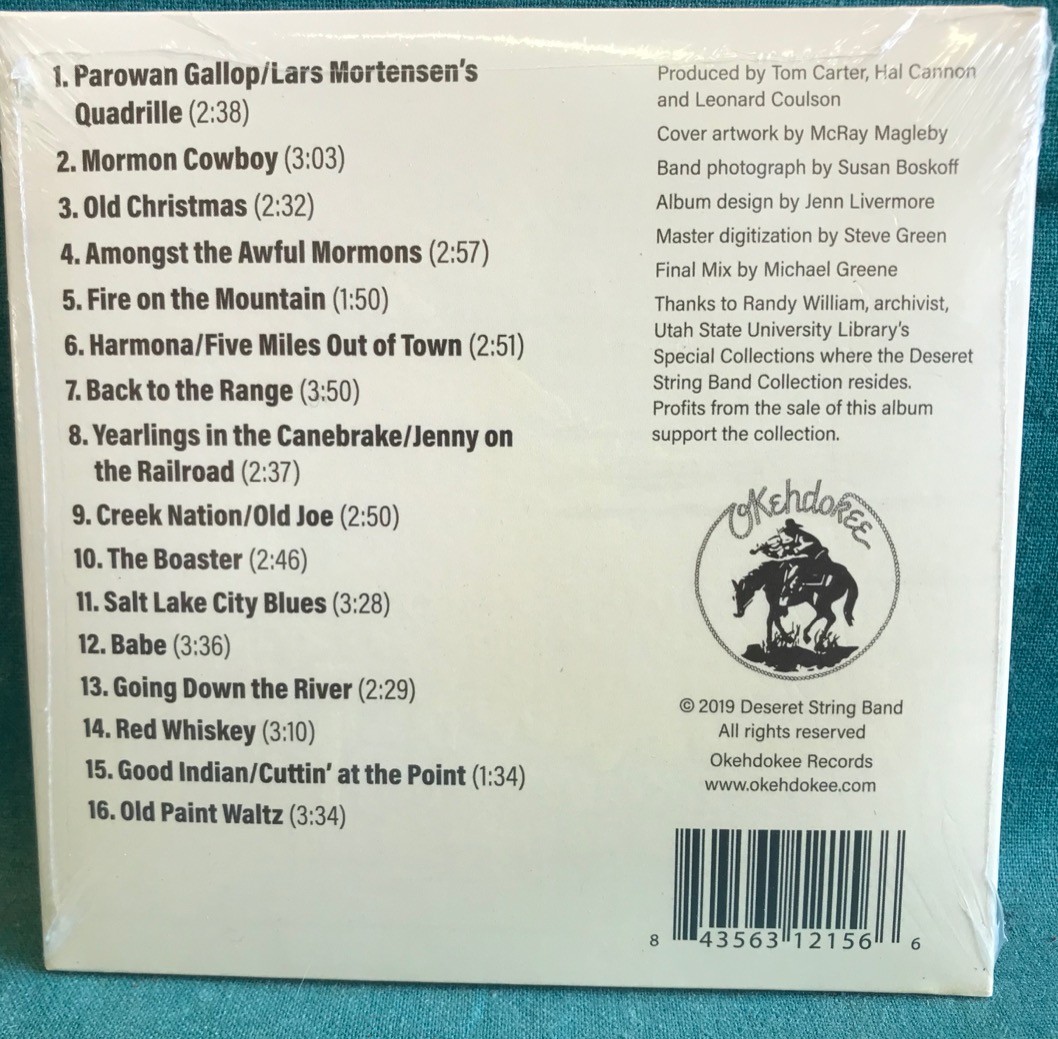 1. Parowan Gallop/Lars Mortensen's
Quadrille (2:38)
2. Mormon Cowboy (3:03)
3. Old Christmas (2:32)
4. Amongst the Awful Mormons (2:57)
5. Fire on the Mountain (1:50)
6. Harmona/Five Miles Out of Town (2:51)
7. Back to the Range (3:50)
8. Yearlings in the Canebrake/Jenny on
the Railroad (2:37)
9. Creek Nation/Old Joe (2:50)
10. The Boaster (2:46)
11. Salt Lake City Blues (3:28)
12. Babe (3:36)
13. Going Down the River (2:29)
14. Red Whiskey (3:10)
15. Good Indian/Cuttin' at the Point (1:34)
16. Old Paint Waltz (3:34)
Produced by Tom Carter, Hal Cannon
and Leonard Coulson
Cover artwork by McRay Magleby
Band photograph by Susan Boskoff
Album design by Jenn Livermore
Master digitization by Steve Green
Final Mix by Michael Greene
Thanks to Randy William, archivist,
Utah State University Library's
Special Collections where the Deseret
String Band Collection resides.
Profits from the sale of this album
support the collection.
Okehdokee
© 2019 Deseret String Band
All rights reserved
Okehdokee Records
www.okehdokee.com
8 43563 12156 6